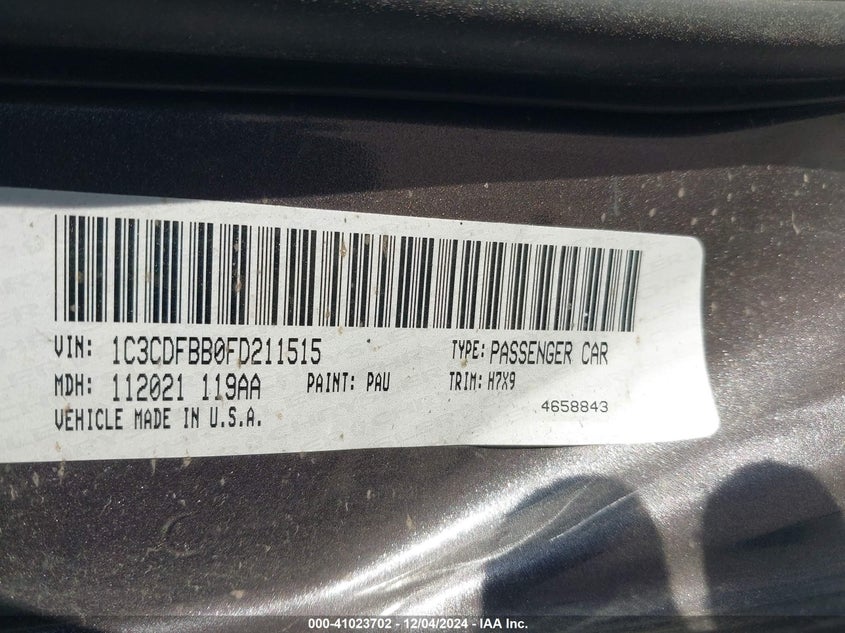 VIN: 1C3CDFBB0FD211515 TYPE: PASSENGER CAR
MDH: 112021 119AA PAINT: PAU TRIM: H7X9
VEHICLE MADE IN U.S.A. 4658843
000-41023702 - 12/04/2024 - IAA Inc.